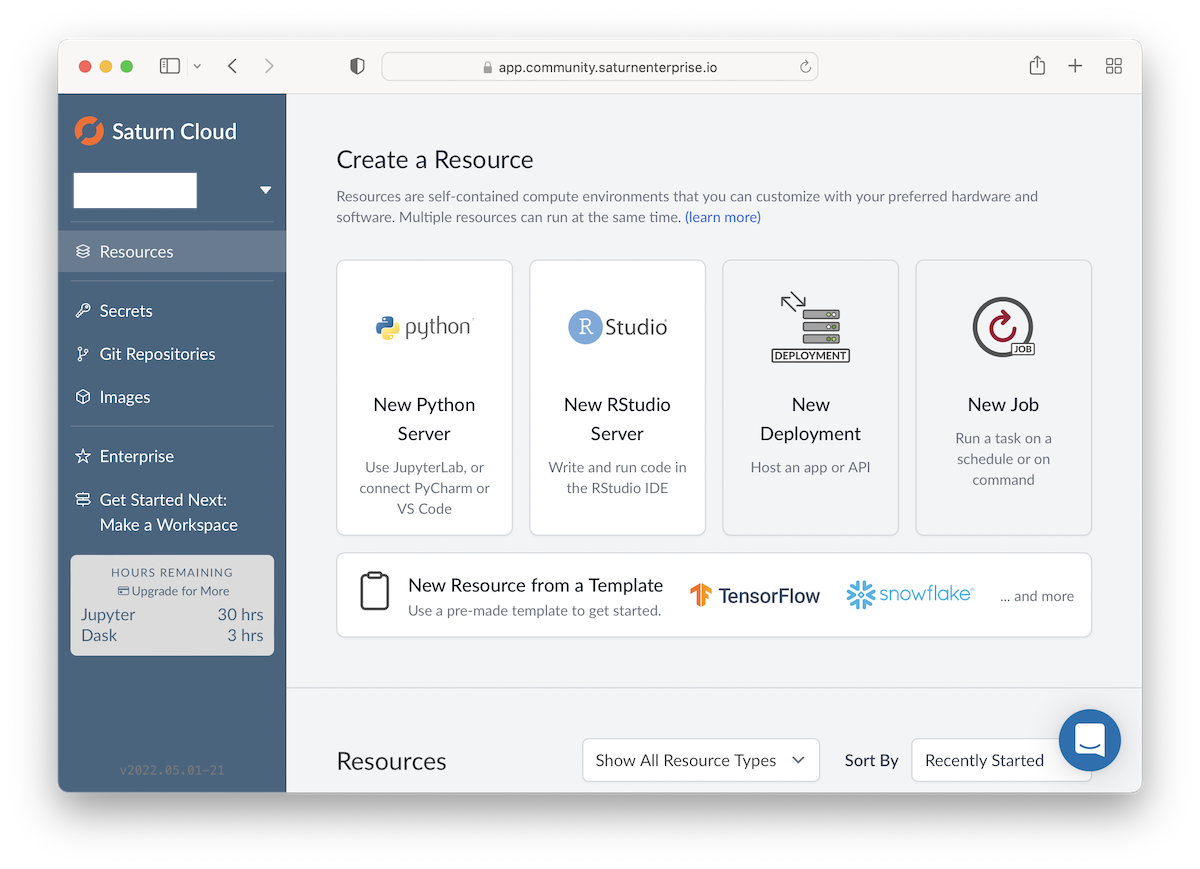 app.community.saturnenterprise.io
Saturn Cloud
Resources
Secrets
Git Repositories
Images
Enterprise
Get Started Next:
Make a Workspace
HOURS REMAINING
Upgrade for More
Jupyter 30 hrs
Dask 3 hrs
v2022.05.01-21
Create a Resource
Resources are self-contained compute environments that you can customize with your preferred hardware and
software. Multiple resources can run at the same time. (learn more)
python
New Python
Server
Use JupyterLab, or
connect PyCharm or
VS Code
R Studio
New RStudio
Server
Write and run code in
the RStudio IDE
DEPLOYMENT
New
Deployment
Host an app or API
JOB
New Job
Run a task on a
schedule or on
command
New Resource from a Template
Use a pre-made template to get started.
TensorFlow
snowflake
... and more
Resources
Show All Resource Types
Sort By
Recently Started